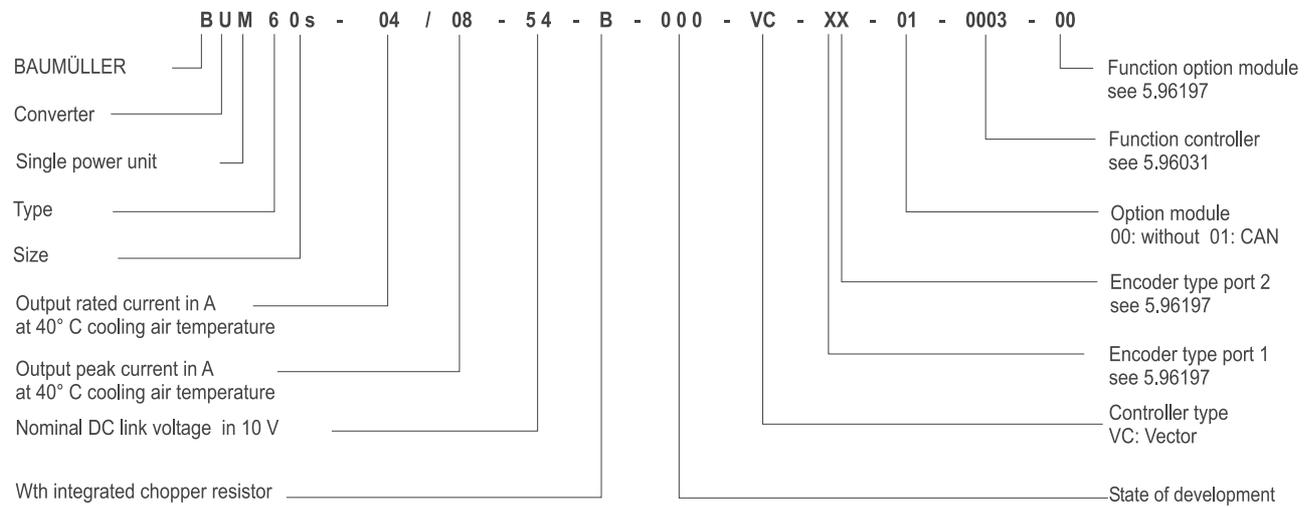 B U M 6 0 s - 04 / 08 - 5 4 - B - 0 0 0 - VC - XX - 01 - 0003 - 00
BAUMÜLLER
Converter
Single power unit
Type
Size
Output rated current in A
at 40° C cooling air temperature
Output peak current in A
at 40° C cooling air temperature
Nominal DC link voltage in 10 V
Wth integrated chopper resistor
Function option module
see 5.96197
Function controller
see 5.96031
Option module
00: without 01: CAN
Encoder type port 2
see 5.96197
Encoder type port 1
see 5.96197
Controller type
VC: Vector
State of development